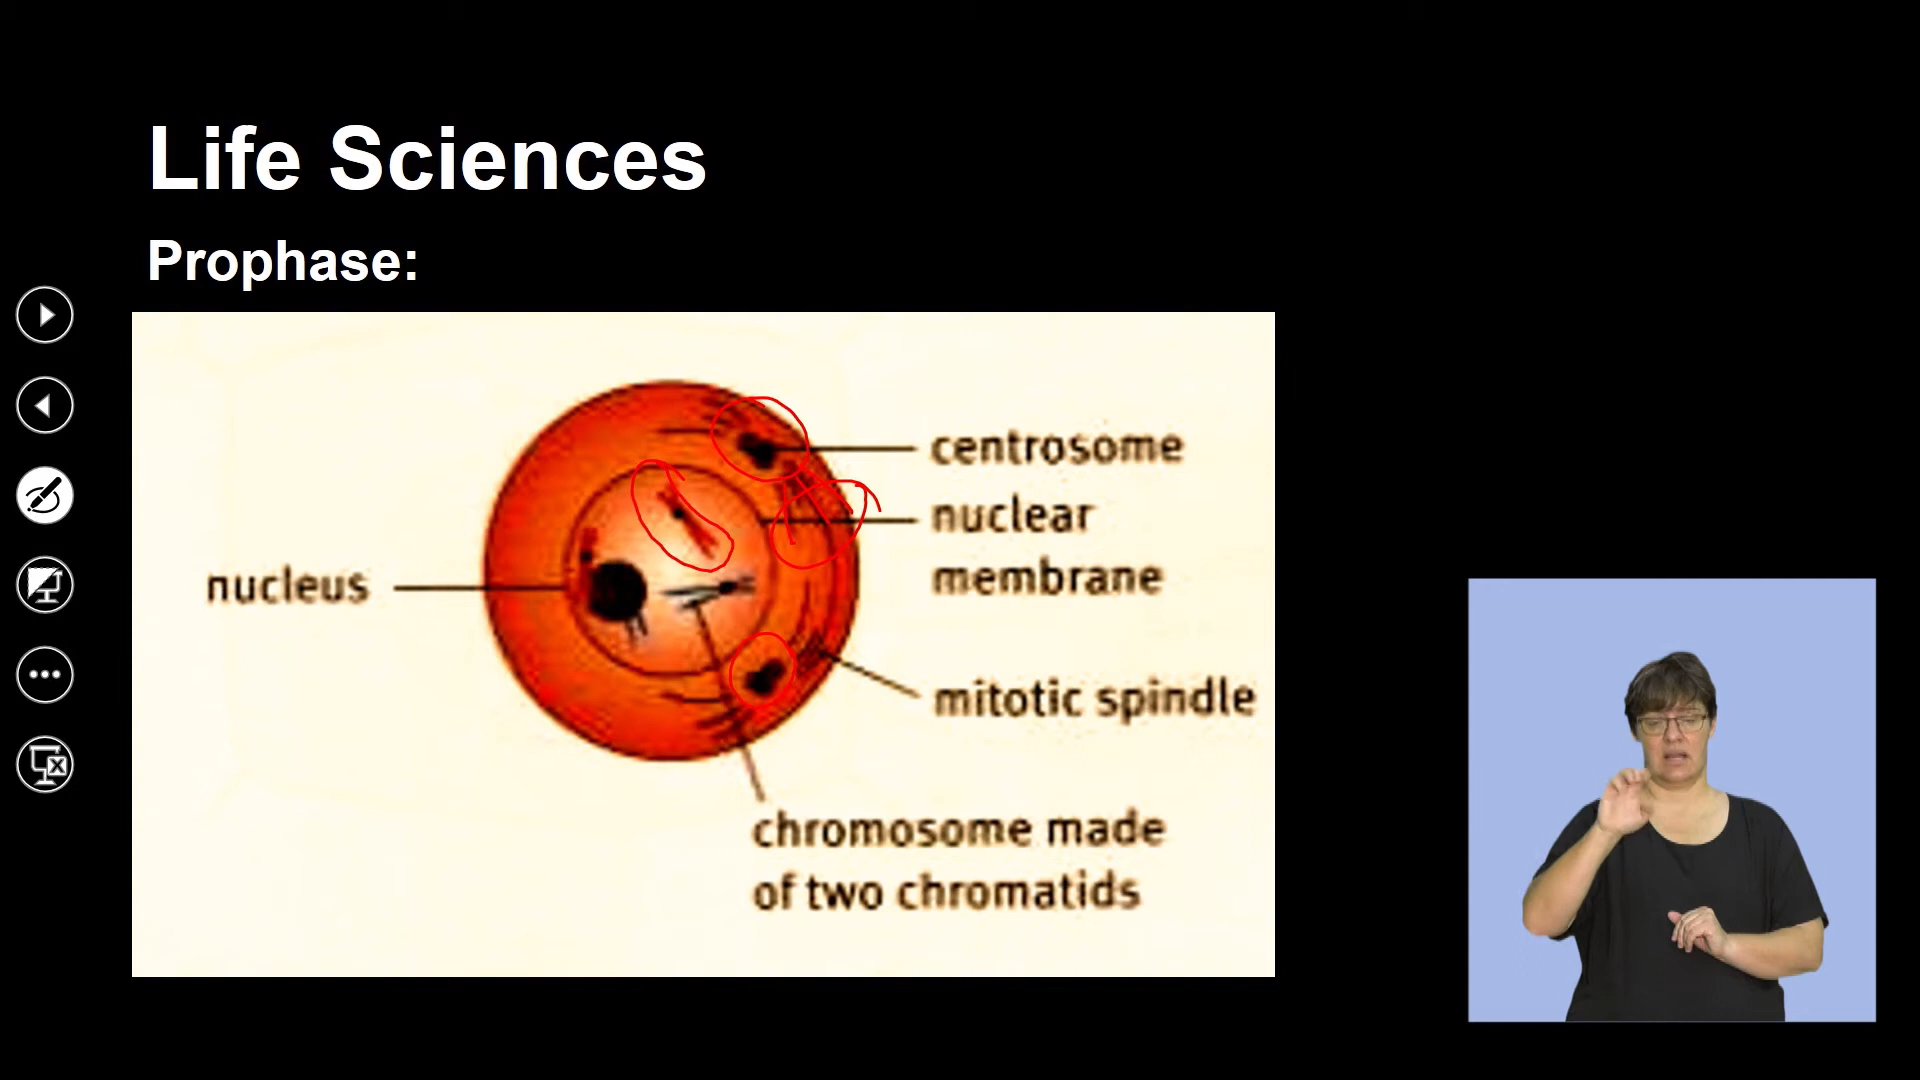 Life Sciences
Prophase:
centrosome
nuclear
membrane
nucleus
mitotic spindle
chromosome made
of two chromatids